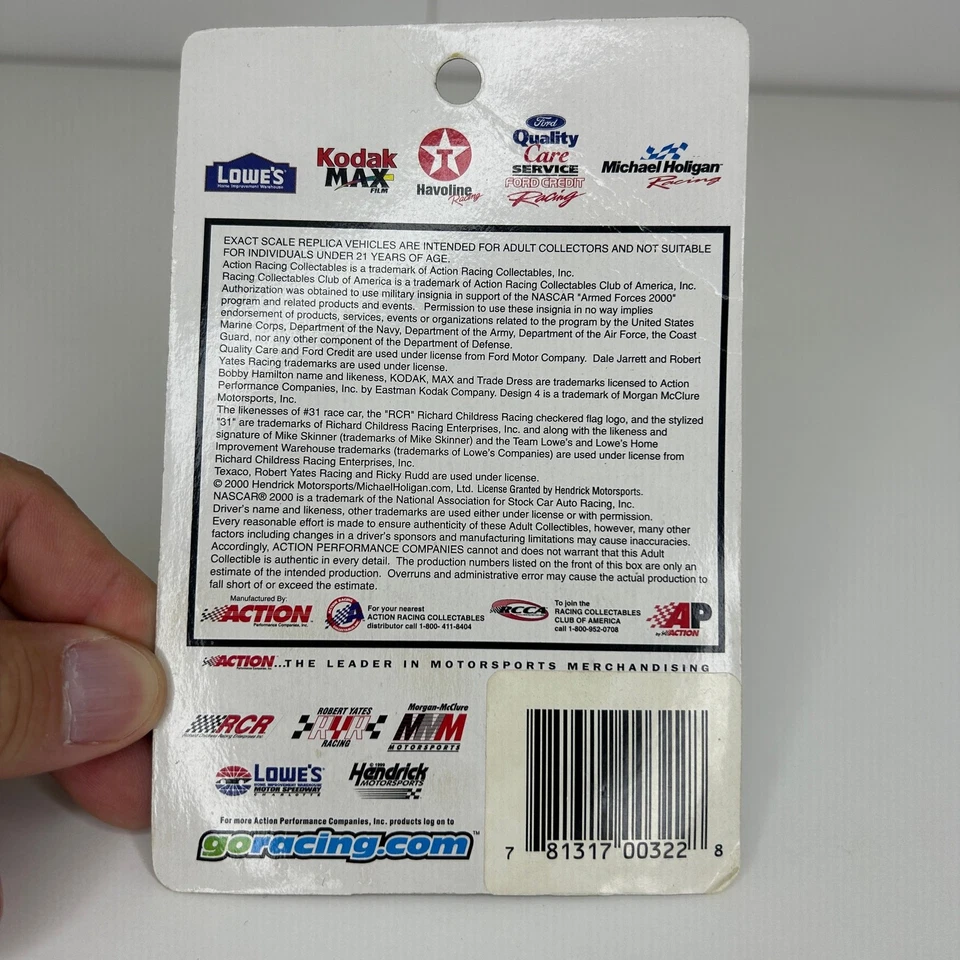 LOWE'S
Home Improvement Warehouse
Kodak
MAX
FILM
Havoline
Racing
Ford
Quality
Care
SERVICE
FORD CREDIT
Racing
Michael Holigan
Racing
EXACT SCALE REPLICA VEHICLES ARE INTENDED FOR ADULT COLLECTORS AND NOT SUITABLE
FOR INDIVIDUALS UNDER 21 YEARS OF AGE.
Action Racing Collectables is a trademark of Action Racing Collectables, Inc.
Racing Collectables Club of America is a trademark of Action Racing Collectables Club of America, Inc.
Authorization was obtained to use military insignia in support of the NASCAR "Armed Forces 2000"
program and related products and events. Permission to use these insignia in no way implies
endorsement of products, services, events or organizations related to the program by the United States
Marine Corps, Department of the Navy, Department of the Army, Department of the Air Force, the Coast
Guard, nor any other component of the Department of Defense.
Quality Care and Ford Credit are used under license from Ford Motor Company. Dale Jarrett and Robert
Yates Racing trademarks are used under license.
Bobby Hamilton name and likeness, KODAK, MAX and Trade Dress are trademarks licensed to Action
Performance Companies, Inc. by Eastman Kodak Company. Design 4 is a trademark of Morgan McClure
Motorsports, Inc.
The likenesses of #31 race car, the "RCR" Richard Childress Racing checkered flag logo, and the stylized
"31" are trademarks of Richard Childress Racing Enterprises, Inc. and along with the likeness and
signature of Mike Skinner (trademarks of Mike Skinner) and the Team Lowe's and Lowe's Home
Improvement Warehouse trademarks (trademarks of Lowe's Companies) are used under license from
Richard Childress Racing Enterprises, Inc.
Texaco, Robert Yates Racing and Ricky Rudd are used under license.
© 2000 Hendrick Motorsports/MichaelHoligan.com, Ltd. License Granted by Hendrick Motorsports.
NASCAR® 2000 is a trademark of the National Association for Stock Car Auto Racing, Inc.
Driver's name and likeness, other trademarks are used either under license or with permission.
Every reasonable effort is made to ensure authenticity of these Adult Collectibles, however, many other
factors including changes in a driver's sponsors and manufacturing limitations may cause inaccuracies.
Accordingly, ACTION PERFORMANCE COMPANIES cannot and does not warrant that this Adult
Collectible is authentic in every detail. The production numbers listed on the front of this box are only an
estimate of the intended production. Overruns and administrative error may cause the actual production to
fall short of or exceed the estimate.
Manufactured By:
ACTION
Performance Companies, Inc.
For your nearest
ACTION RACING COLLECTABLES
distributor call 1-800- 411-8404
RCCA
To join the
RACING COLLECTABLES
CLUB OF AMERICA
call 1-800-952-0708
AP
by ACTION
ACTION...THE LEADER IN MOTORSPORTS MERCHANDISING
RCR
Richard Childress Racing Enterprises Inc
ROBERT YATES
RYR
RACING
Morgan-McClure
MMM
MOTORSPORTS
LOWE'S
HOME IMPROVEMENT WAREHOUSE
MOTOR SPEEDWAY
CHARLOTTE
© 1999
Hendrick
MOTORSPORTS
For more Action Performance Companies, Inc. products log on to
goracing.com™
7 81317 00322 8